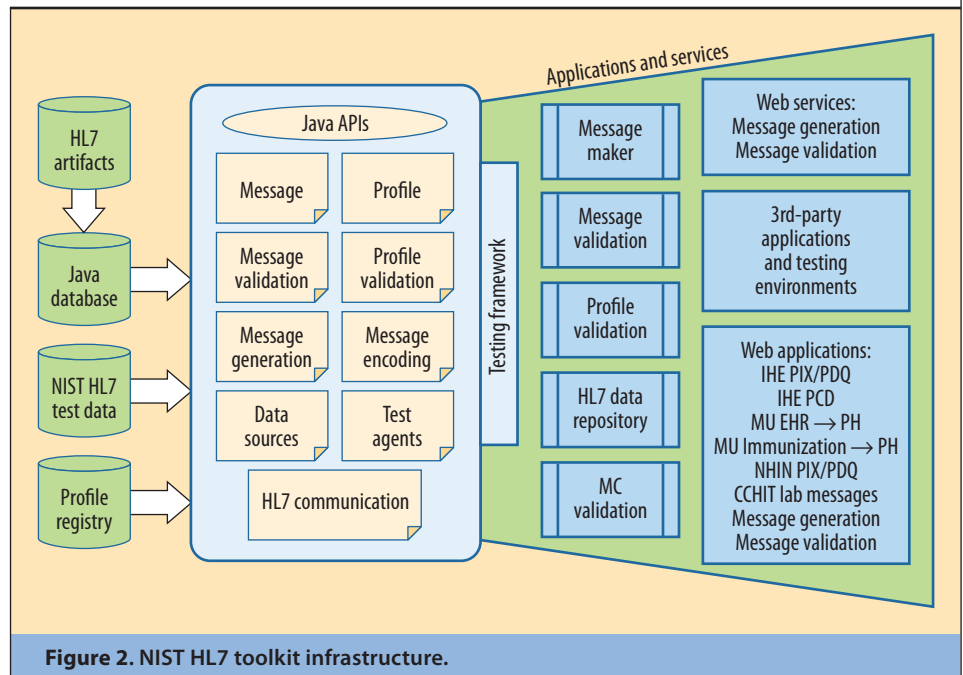 HL7
artifacts
Java
database
NIST HL7
test data
Profile
registry
Java APIs
Message
Profile
Message
validation
Profile
validation
Message
generation
Message
encoding
Data
sources
Test
agents
HL7 communication
Testing framework
Applications and services
Message
maker
Message
validation
Profile
validation
HL7 data
repository
MC
validation
Web services:
Message generation
Message validation
3rd-party
applications
and testing
environments
Web applications:
IHE PIX/PDQ
IHE PCD
MU EHR → PH
MU Immunization → PH
NHIN PIX/PDQ
CCHIT lab messages
Message generation
Message validation
Figure 2. NIST HL7 toolkit infrastructure.